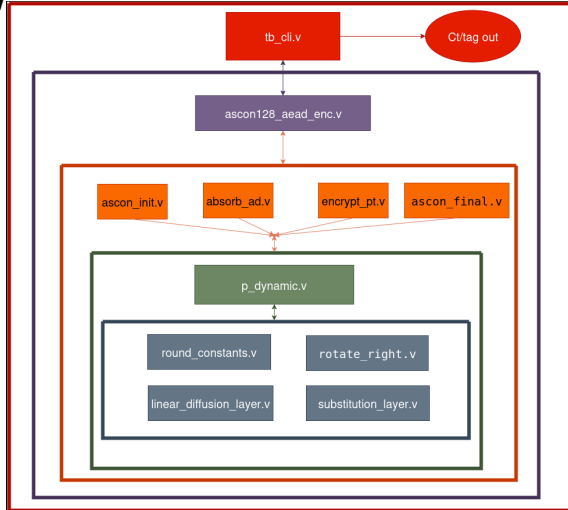 tb_cli.v
Ct/tag out
ascon128_aead_enc.v
ascon_init.v
absorb_ad.v
encrypt_pt.v
ascon_final.v
p_dynamic.v
round_constants.v
rotate_right.v
linear_diffusion_layer.v
substitution_layer.v